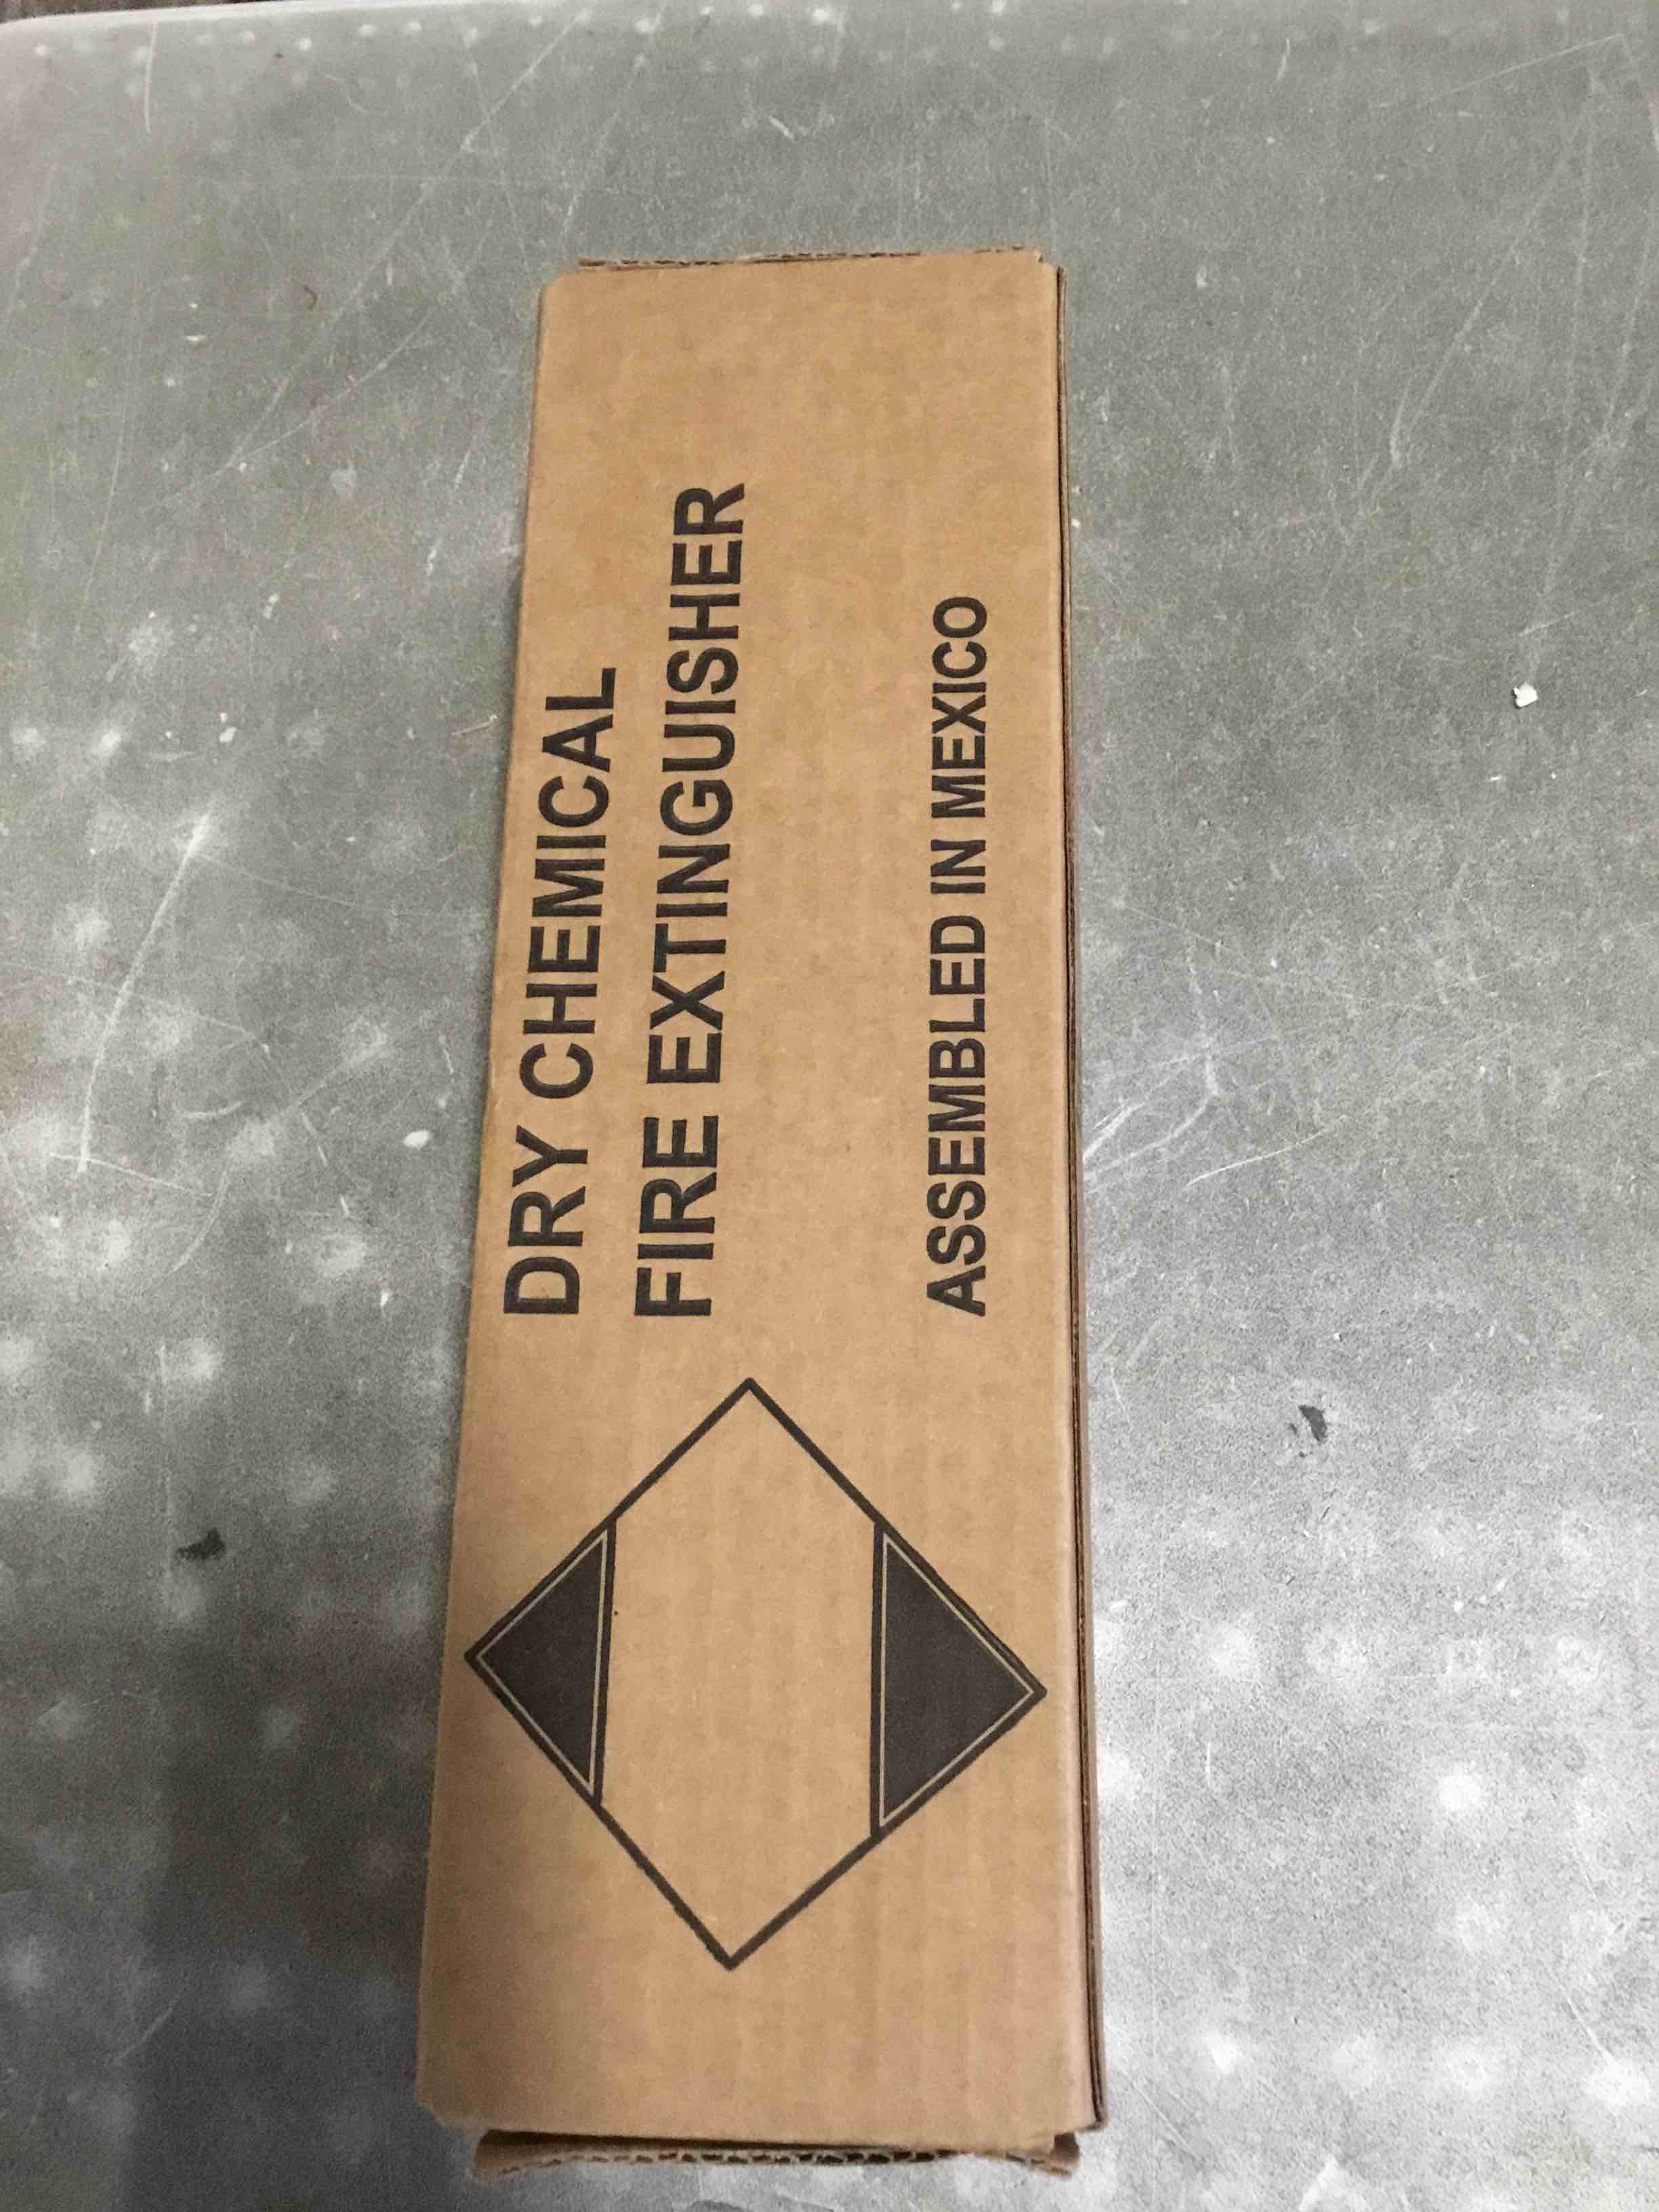 DRY CHEMICAL
FIRE EXTINGUISHER
ASSEMBLED IN MEXICO